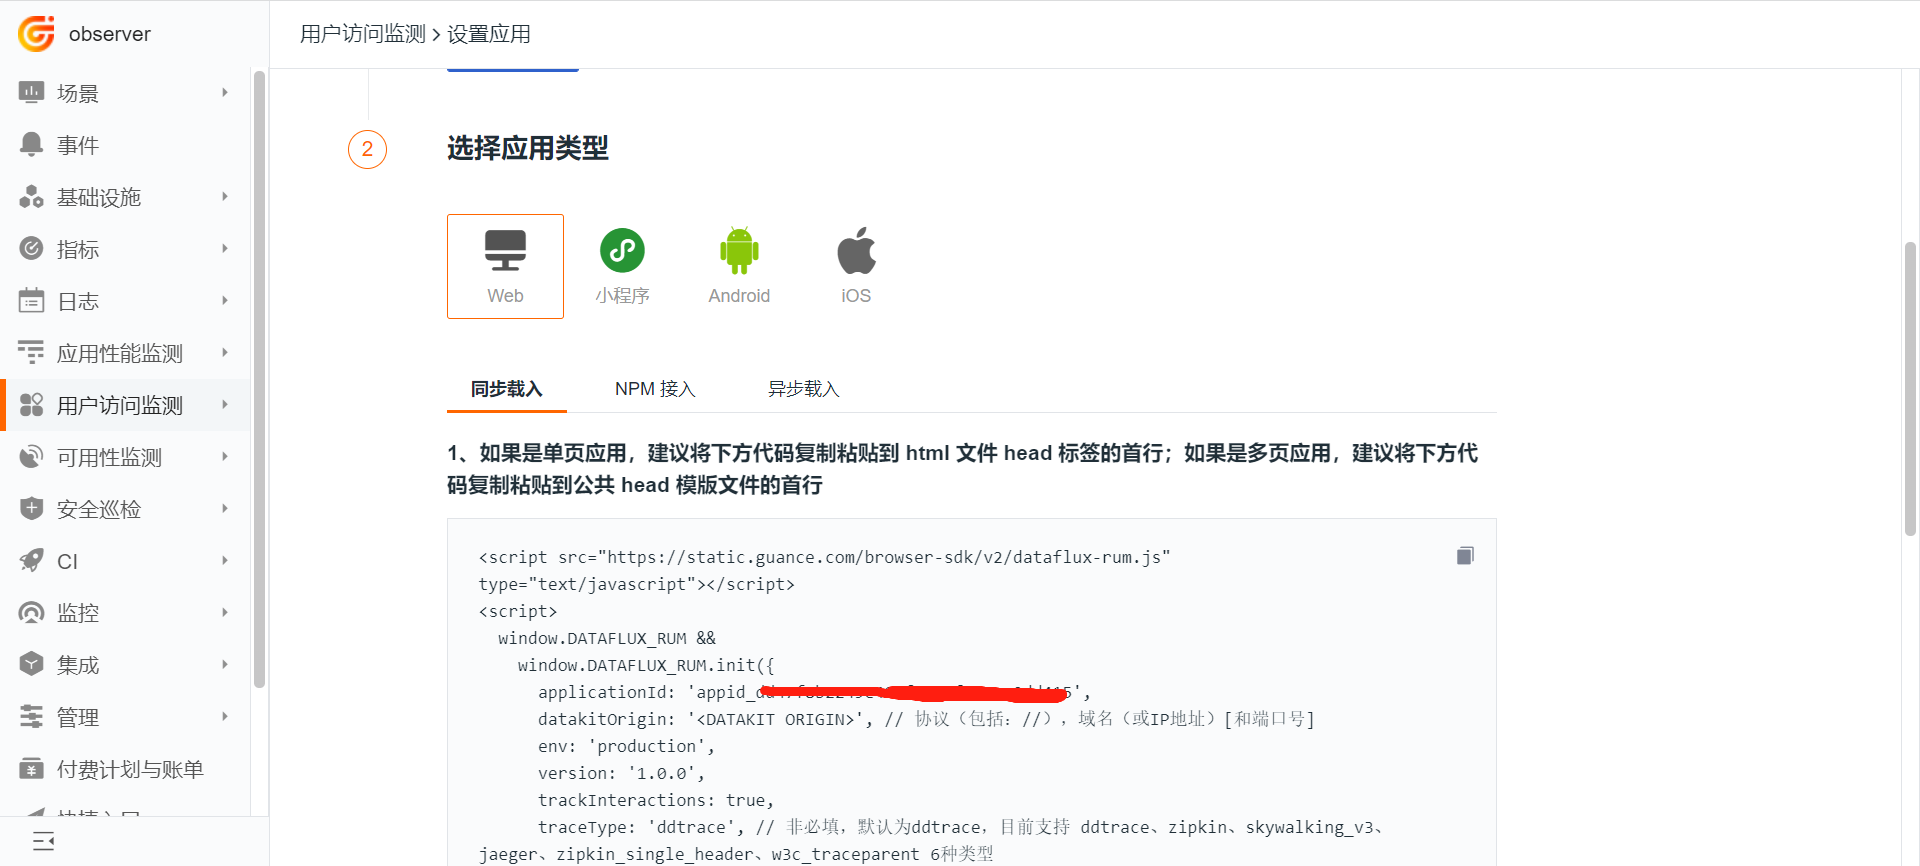 observer
用户访问监测 > 设置应用
场景
事件
基础设施
指标
日志
应用性能监测
用户访问监测
可用性监测
安全巡检
CI
监控
集成
管理
付费计划与账单
2
选择应用类型
Web
小程序
Android
iOS
同步载入
NPM 接入
异步载入
1、如果是单页应用，建议将下方代码复制粘贴到 html 文件 head 标签的首行；如果是多页应用，建议将下方代
码复制粘贴到公共 head 模版文件的首行
<script src="https://static.guance.com/browser-sdk/v2/dataflux-rum.js"
type="text/javascript"></script>
<script>
window.DATAFLUX_RUM &&
window.DATAFLUX_RUM.init({
applicationId: 'appid_
datakitOrigin: '<DATAKIT ORIGIN>', // 协议（包括：//），域名（或IP地址）[和端口号]
env: 'production',
version: '1.0.0',
trackInteractions: true,
traceType: 'ddtrace', // 非必填，默认为ddtrace，目前支持 ddtrace、zipkin、skywalking_v3、
jaeger、zipkin_single_header、w3c_traceparent 6种类型